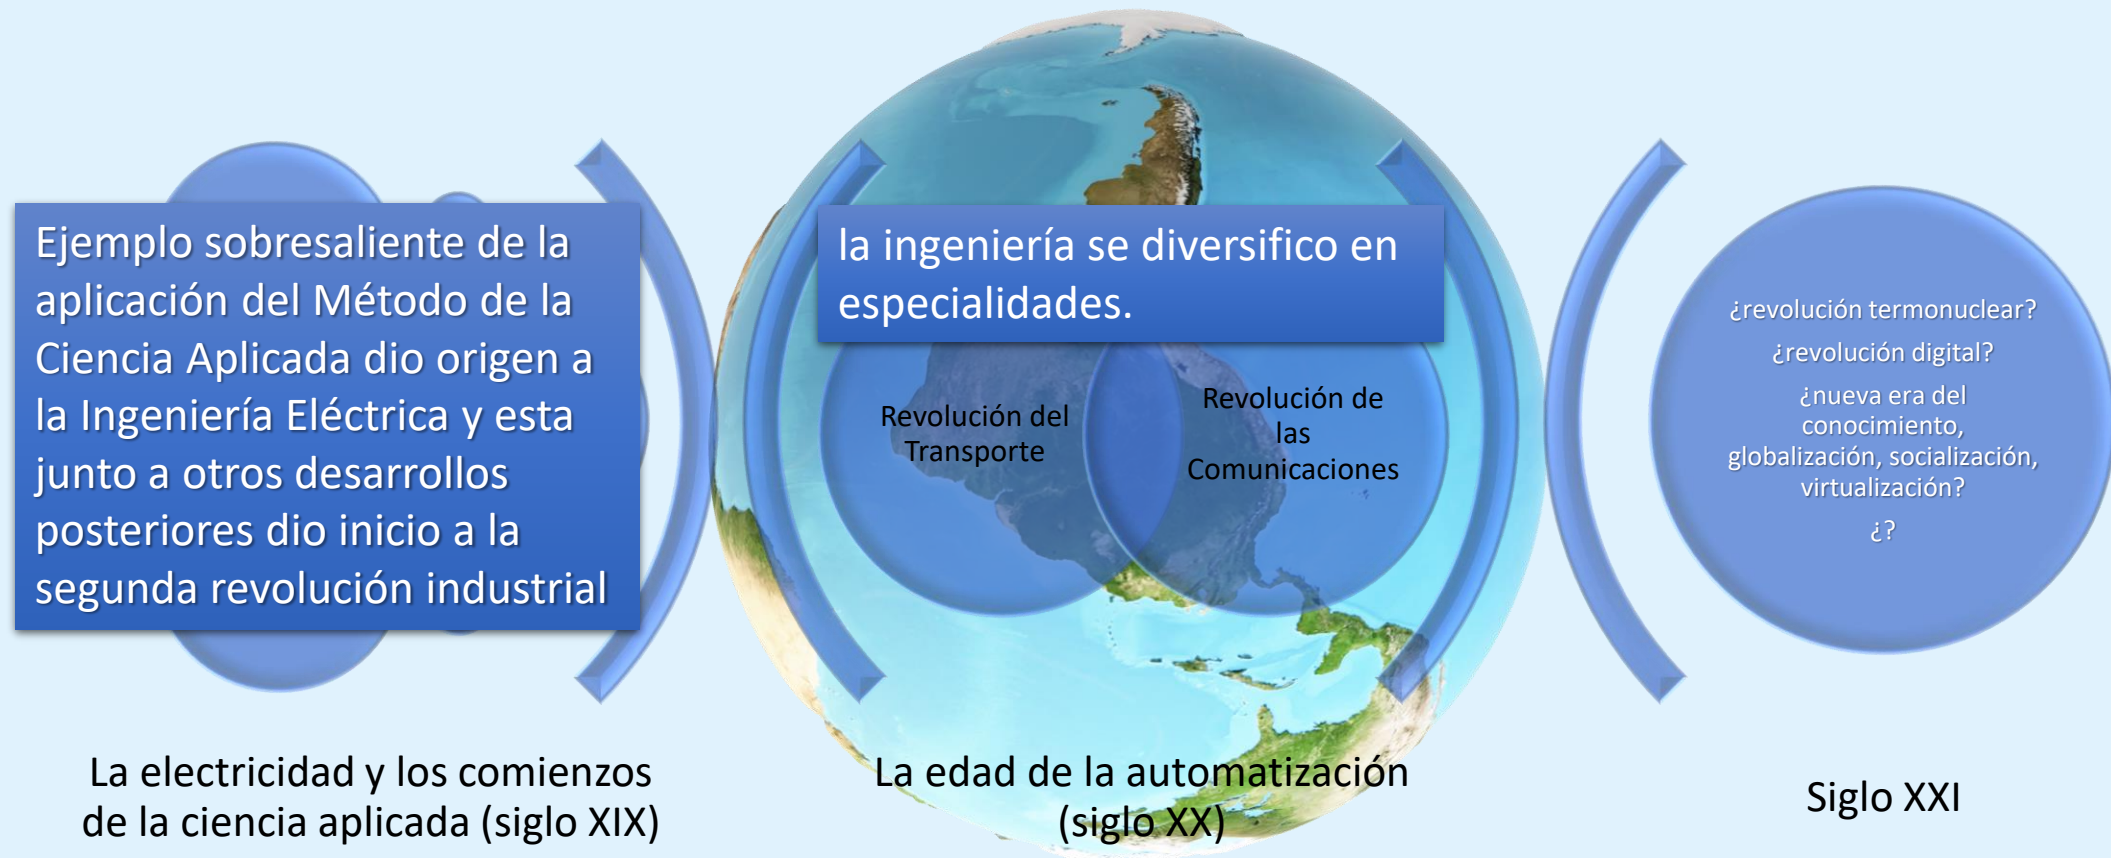 Ejemplo sobresaliente de la
aplicación del Método de la
Ciencia Aplicada dio origen a
la Ingeniería Eléctrica y esta
junto a otros desarrollos
posteriores dio inicio a la
segunda revolución industrial
La electricidad y los comienzos
de la ciencia aplicada (siglo XIX)
la ingeniería se diversifico en
especialidades.
Revolución del
Transporte
Revolución de
las
Comunicaciones
La edad de la automatización
(siglo XX)
¿revolución termonuclear?
¿revolución digital?
¿nueva era del
conocimiento,
globalización, socialización,
virtualización?
¿?
Siglo XXI